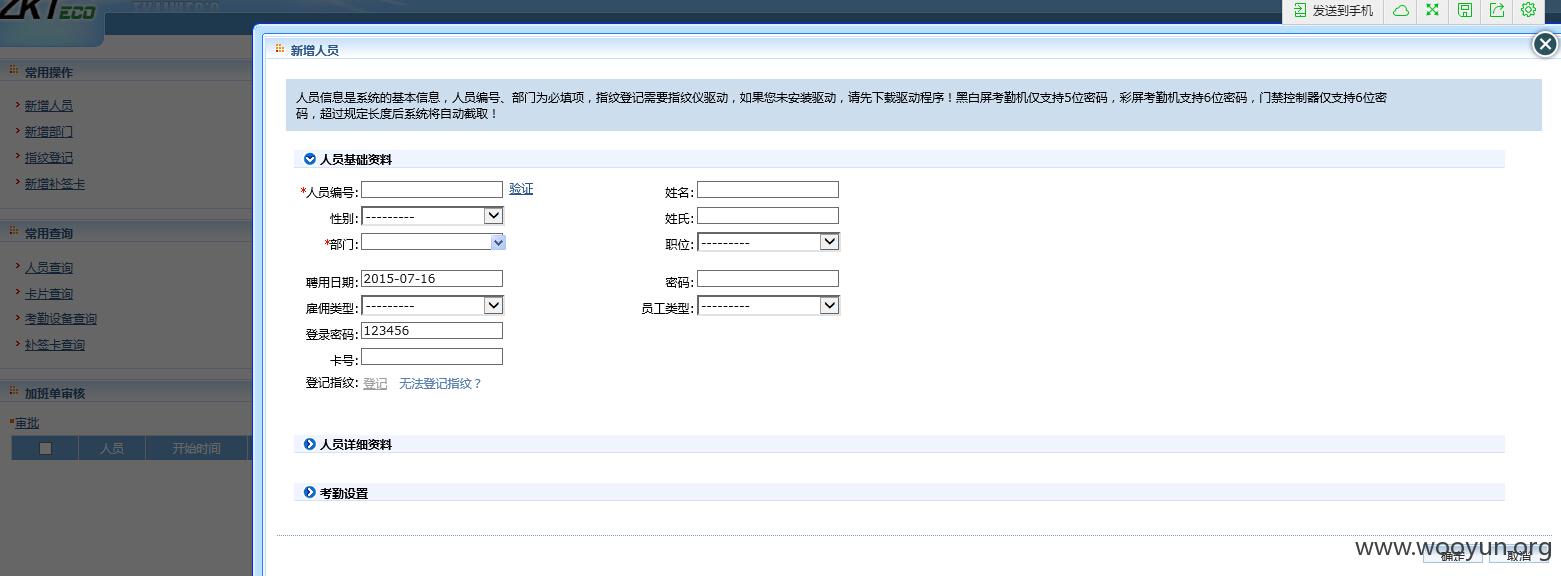 ZKTECO
发送到手机
常用操作
新增人员
新增部门
指纹登记
新增补签卡
常用查询
人员查询
卡片查询
考勤设备查询
补签卡查询
加班单审核
审批
人员 开始时间
新增人员
人员信息是系统的基本信息，人员编号、部门为必填项，指纹登记需要指纹仪驱动，如果您未安装驱动，请先下载驱动程序！黑白屏考勤机仅支持5位密码，彩屏考勤机支持6位密码，门禁控制器仅支持6位密
码，超过规定长度后系统将自动截取！
人员基础资料
*人员编号: 验证 姓名:
性别: --------- 姓氏:
*部门: 职位: ---------
聘用日期: 2015-07-16 密码:
雇佣类型: --------- 员工类型: ---------
登录密码: 123456
卡号:
登记指纹: 登记 无法登记指纹？
人员详细资料
考勤设置
www.wooyun.org
确定 取消